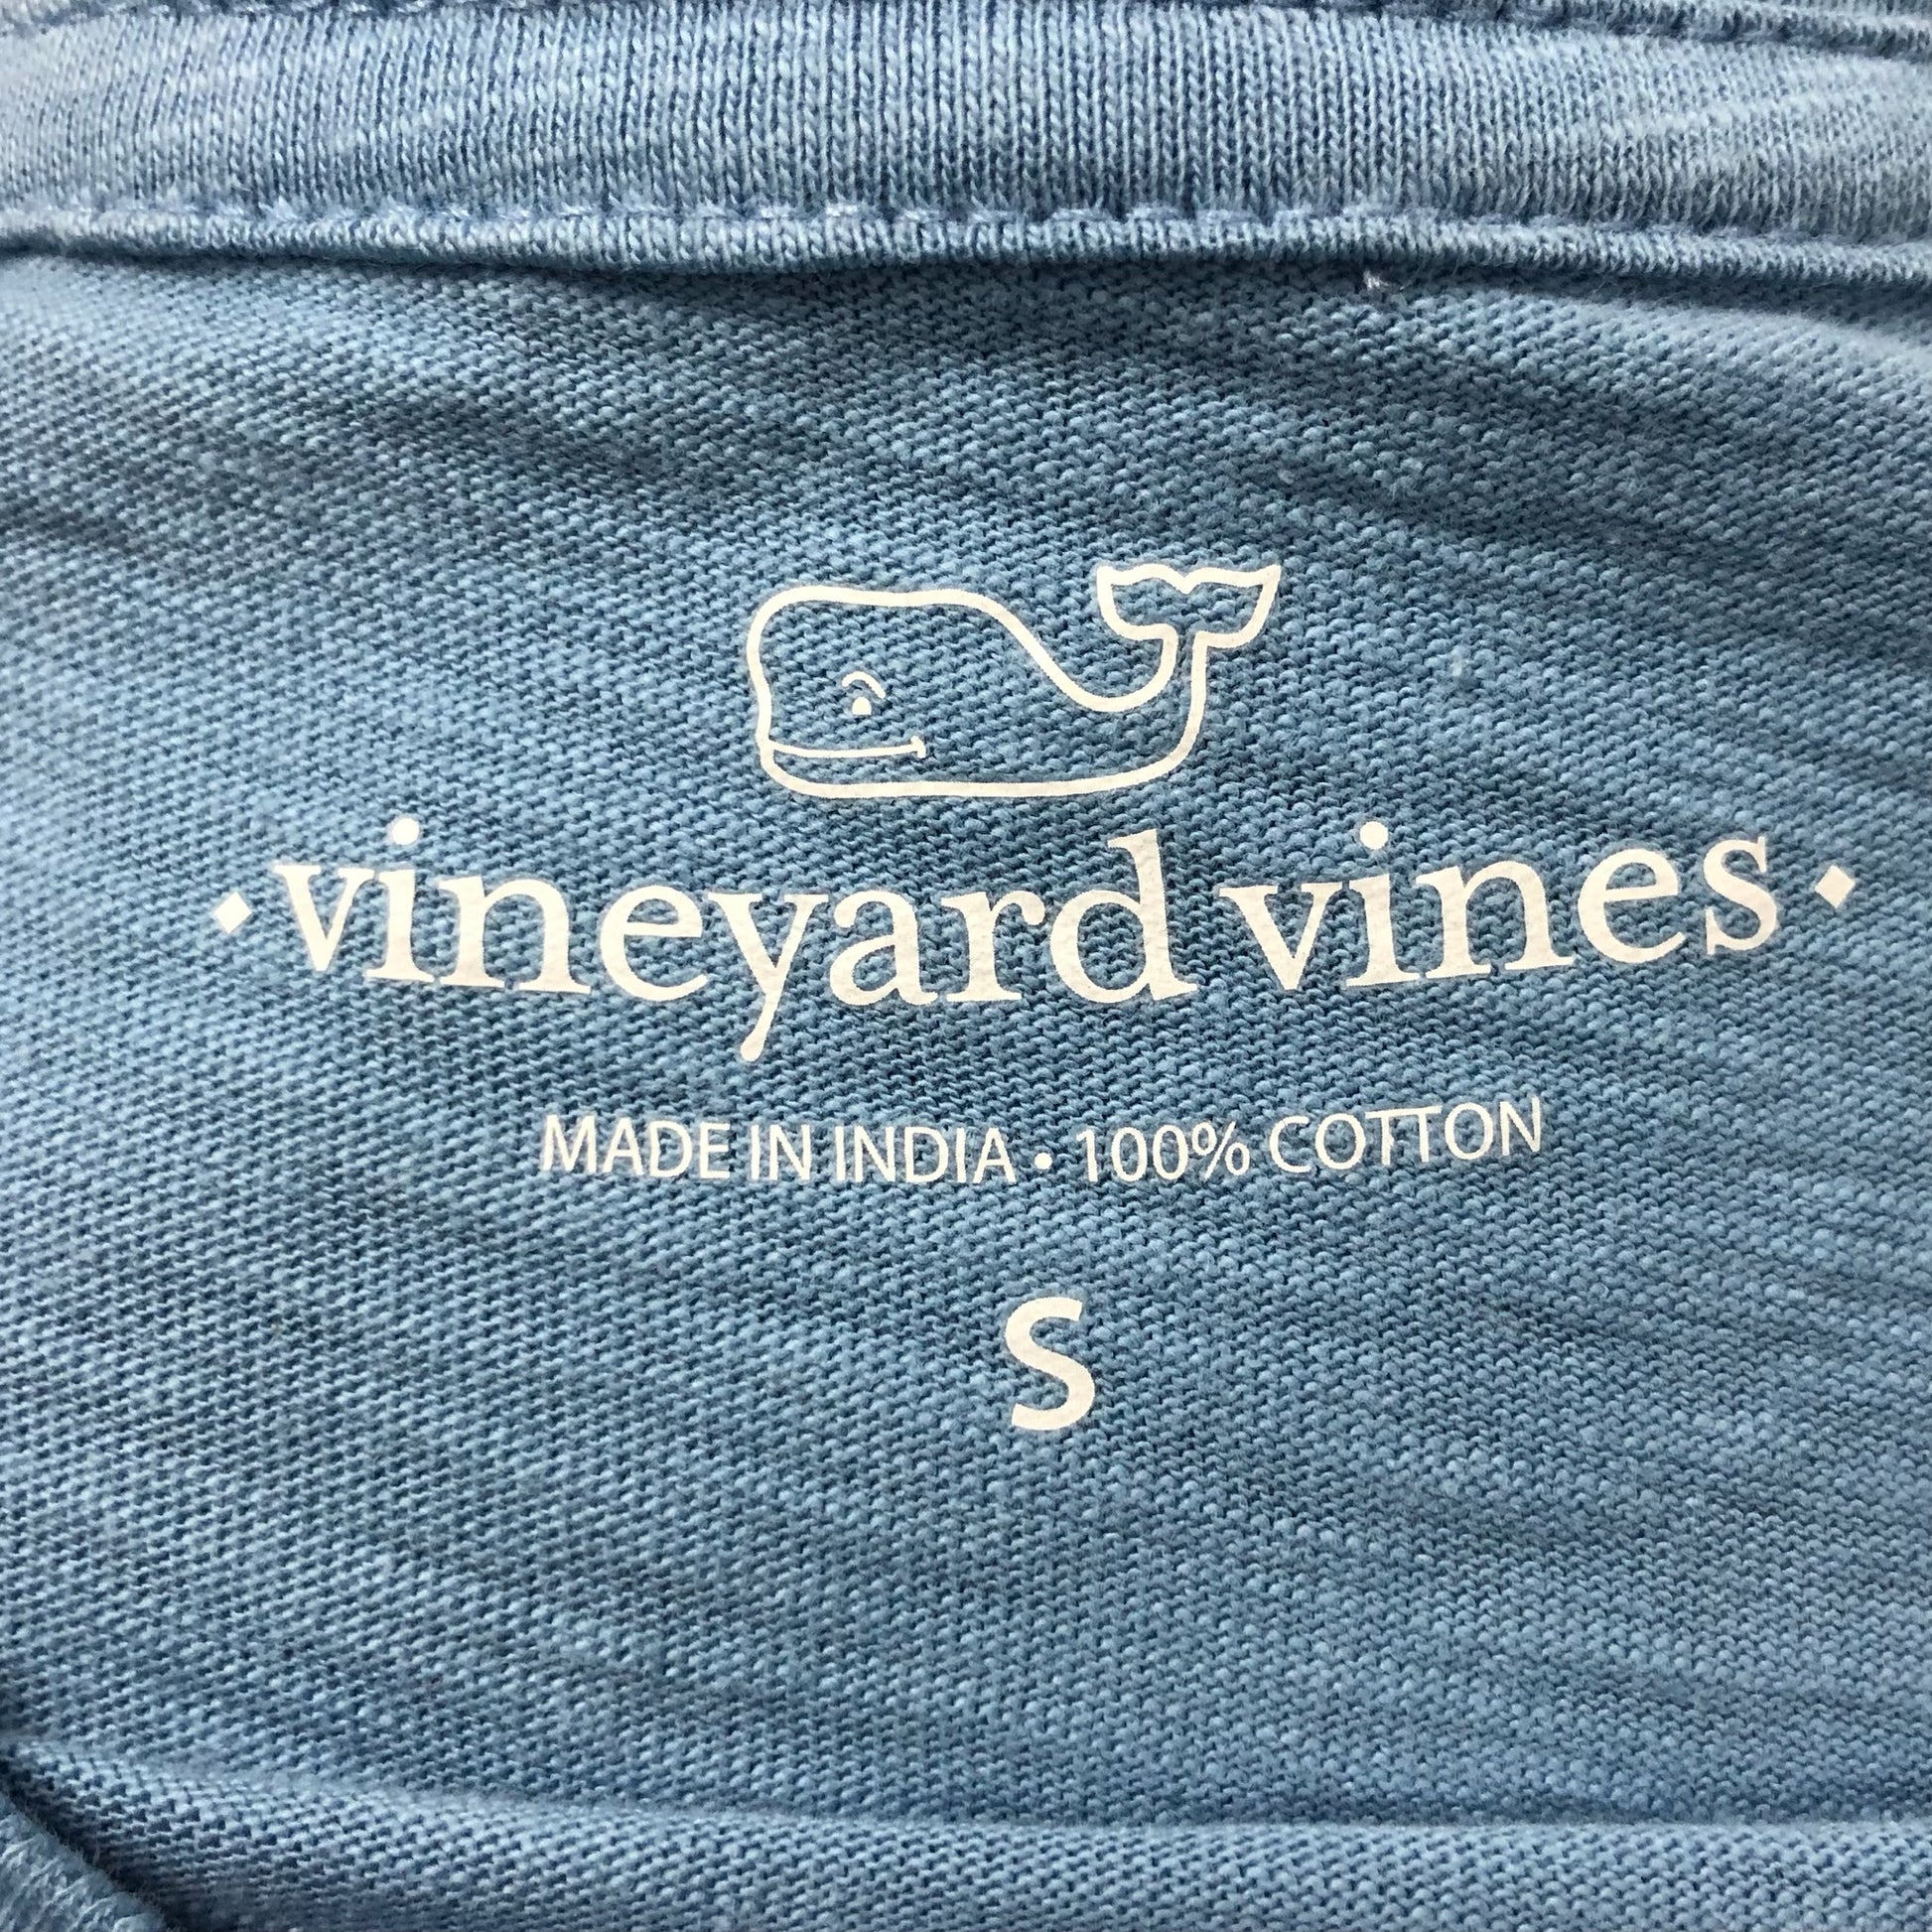 vineyard vines
MADE IN INDIA • 100% COTTON
S